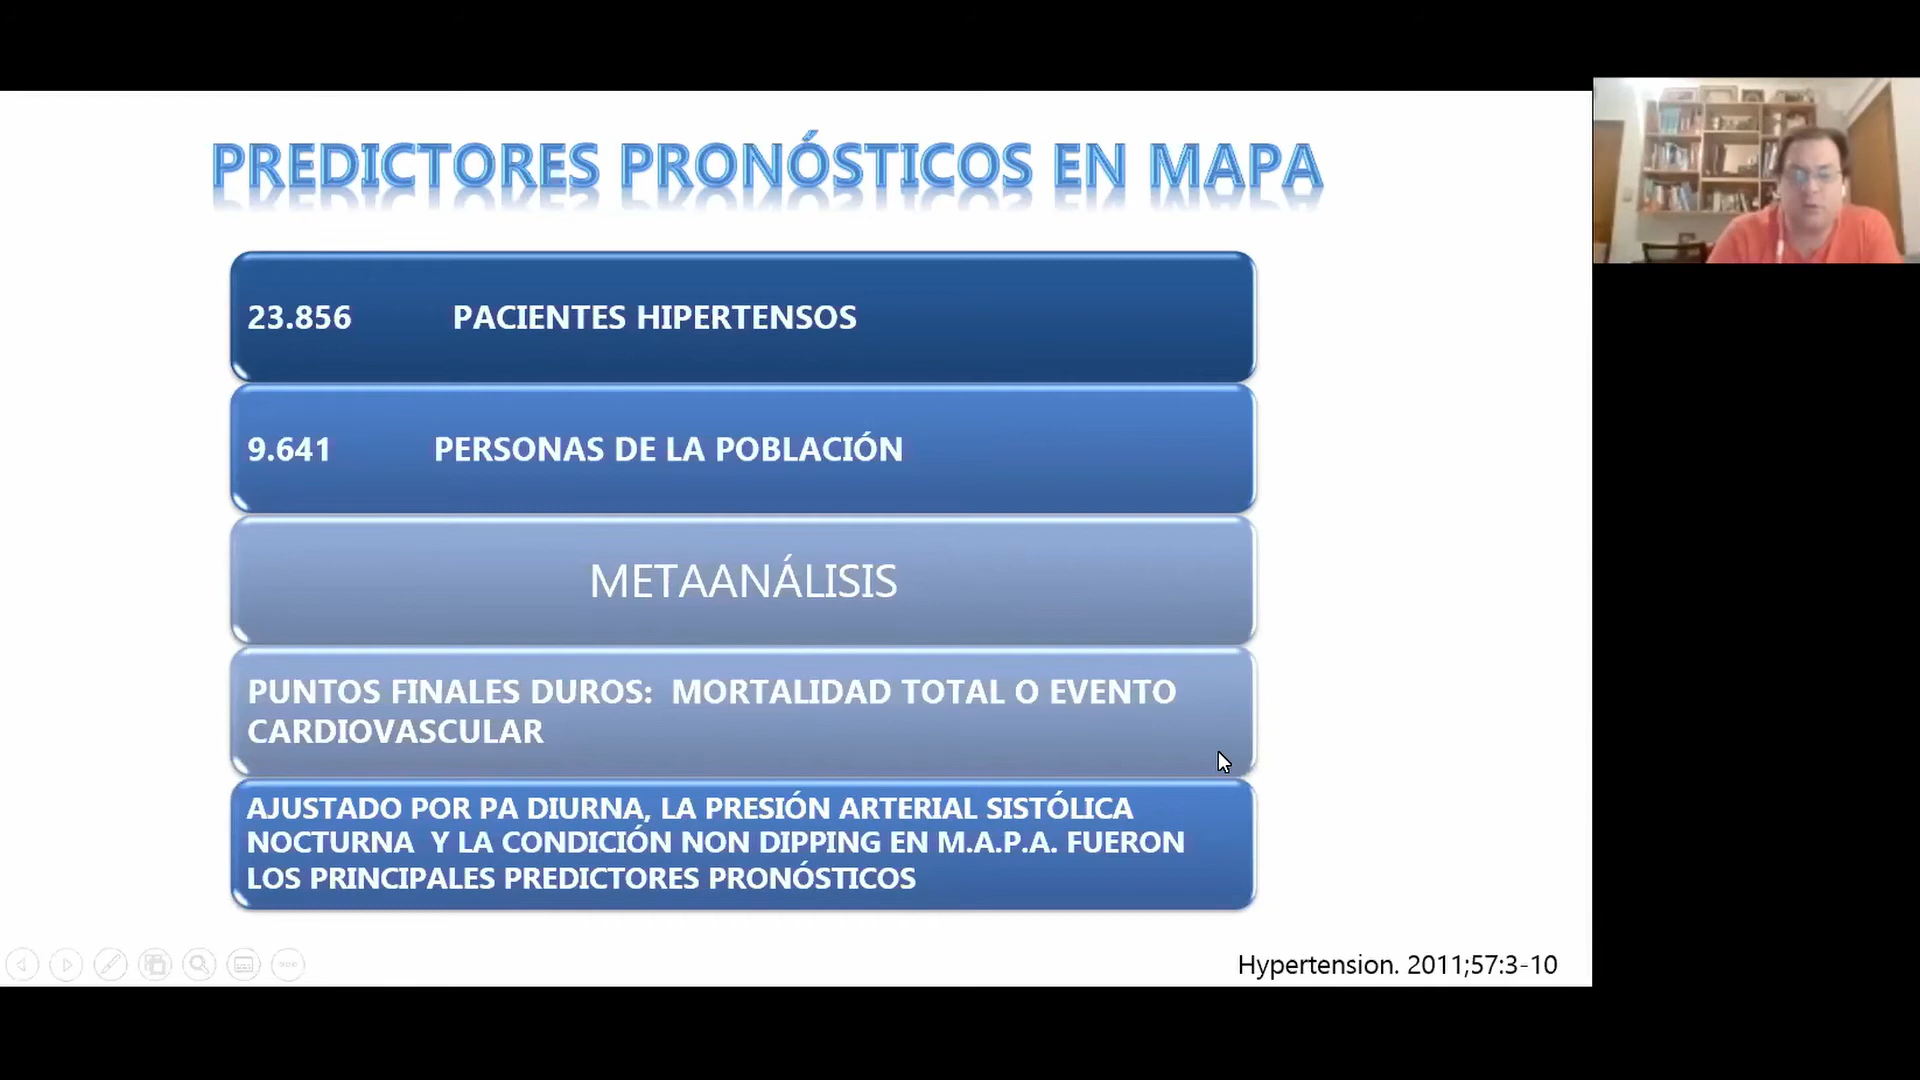 PREDICTORES PRONÓSTICOS EN MAPA
23.856 PACIENTES HIPERTENSOS
9.641 PERSONAS DE LA POBLACIÓN
METAANÁLISIS
PUNTOS FINALES DUROS: MORTALIDAD TOTAL O EVENTO
CARDIOVASCULAR
AJUSTADO POR PA DIURNA, LA PRESIÓN ARTERIAL SISTÓLICA
NOCTURNA Y LA CONDICIÓN NON DIPPING EN M.A.P.A. FUERON
LOS PRINCIPALES PREDICTORES PRONÓSTICOS
Hypertension. 2011;57:3-10